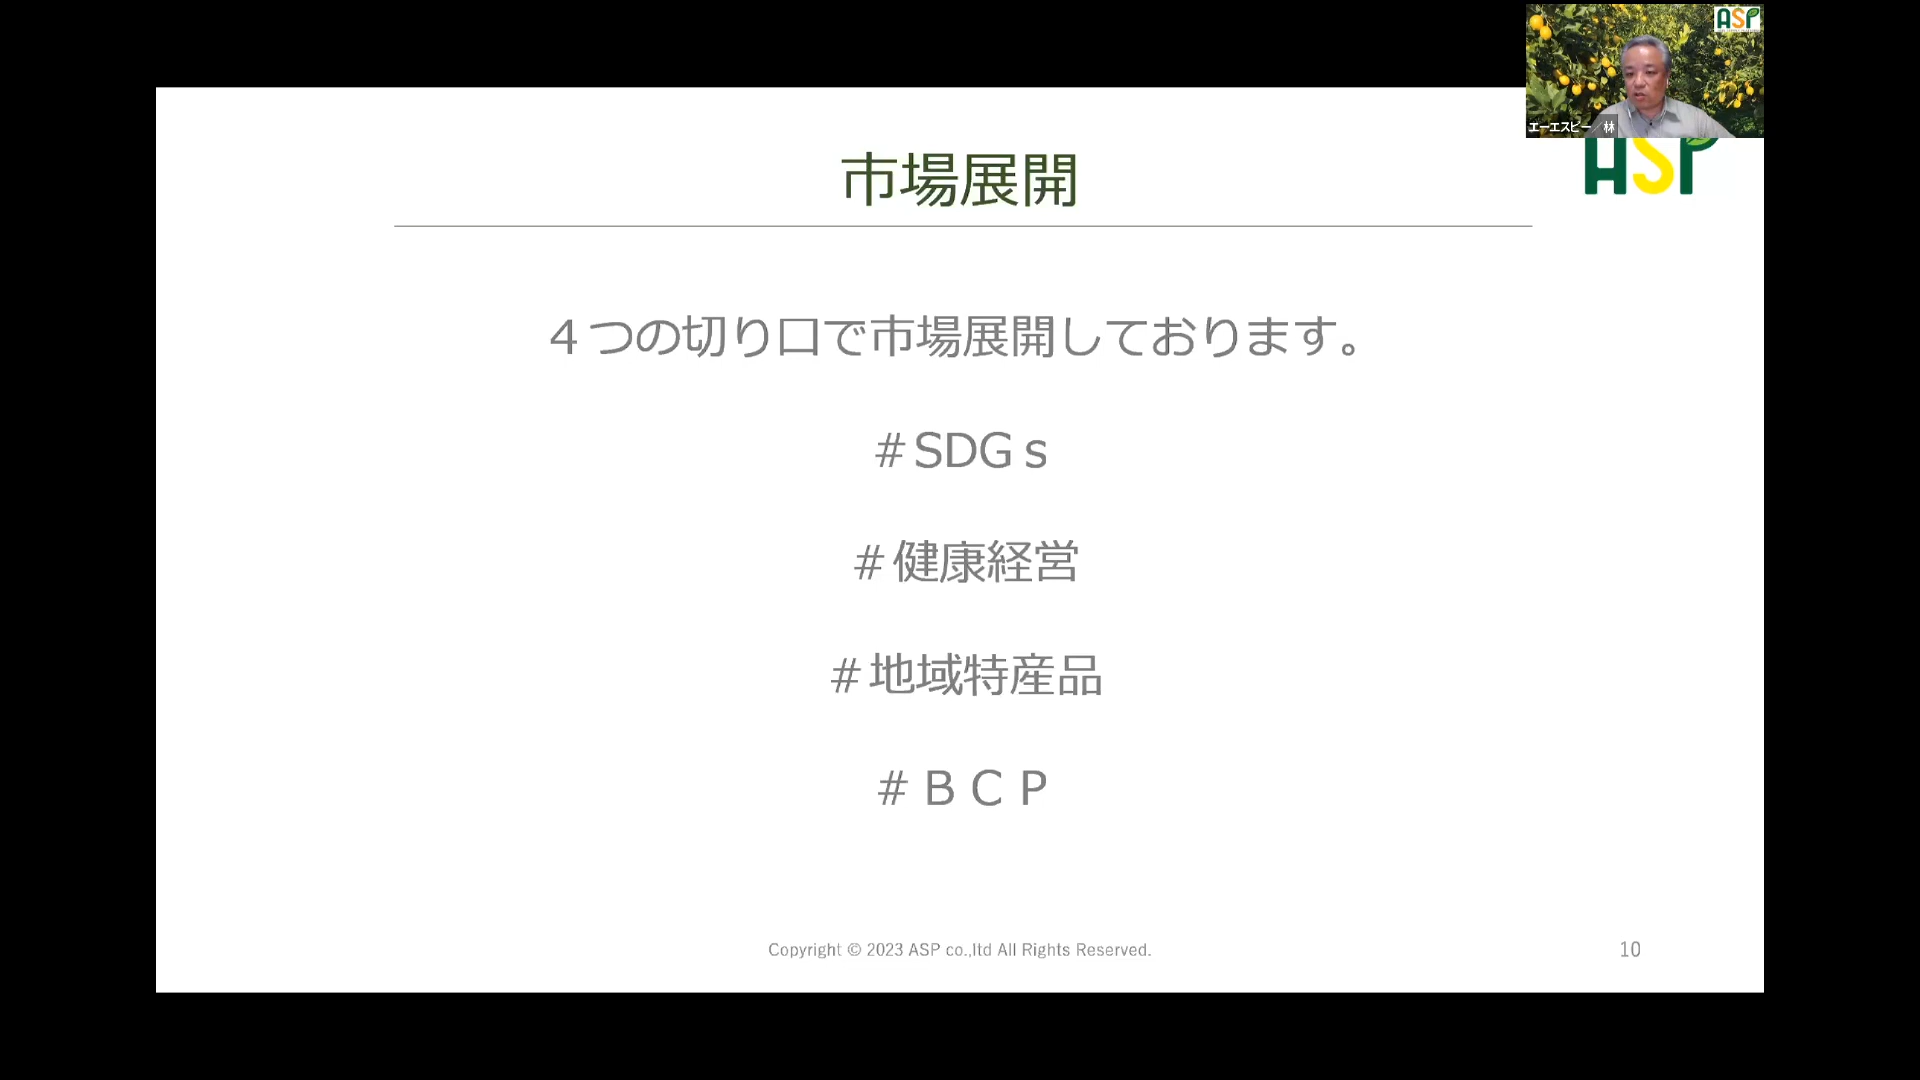 ASP
エーエスピー／林
ASP
市場展開
４つの切り口で市場展開しております。
＃SDGｓ
＃健康経営
＃地域特産品
＃ＢＣＰ
Copyright © 2023 ASP co.,ltd All Rights Reserved.
10